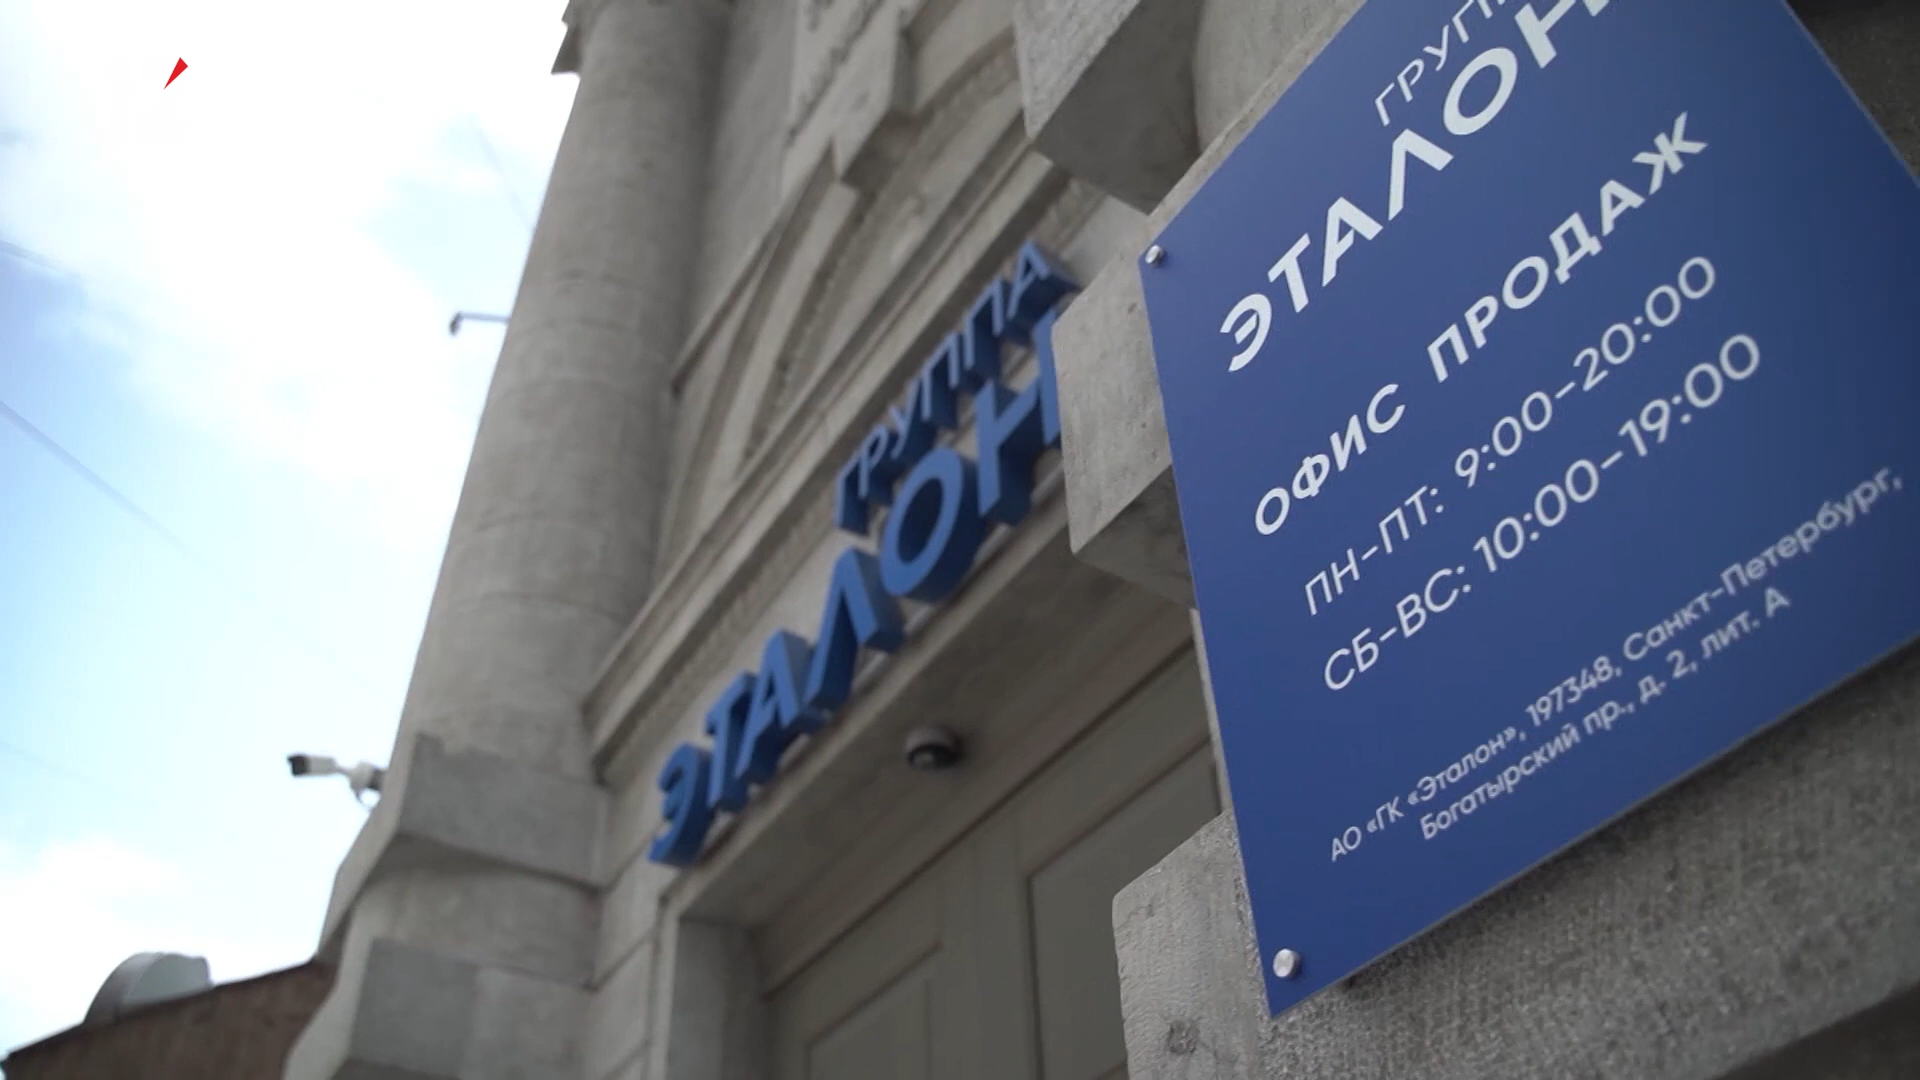 ГРУППА
ЭТАЛОН
ГРУПП
ЭТАЛОН
ОФИС ПРОДАЖ
ПН-ПТ: 9:00-20:00
СБ-ВС: 10:00-19:00
АО «ГК «Эталон», 197348, Санкт-Петербург,
Богатырский пр., д. 2, лит. А